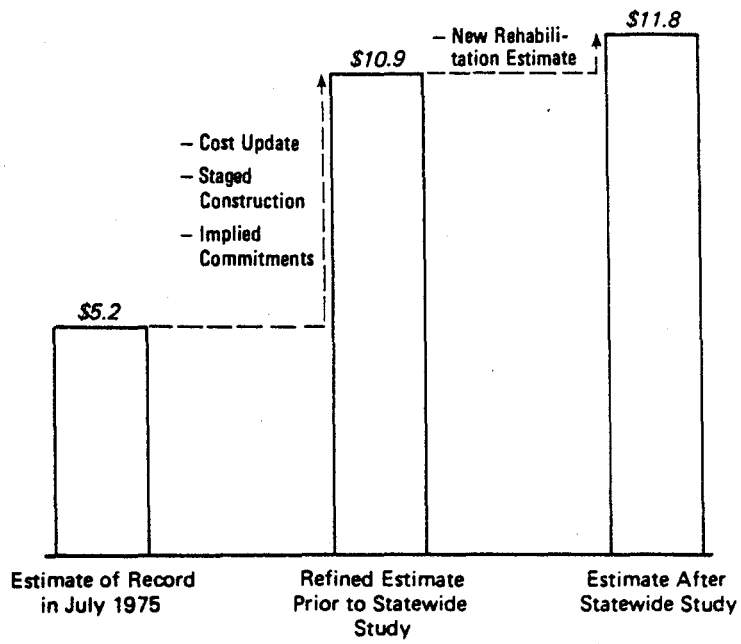 $11.8
– New Rehabili-
tation Estimate
$10.9
– Cost Update
– Staged
Construction
– Implied
Commitments
$5.2
Estimate of Record
in July 1975
Refined Estimate
Prior to Statewide
Study
Estimate After
Statewide Study